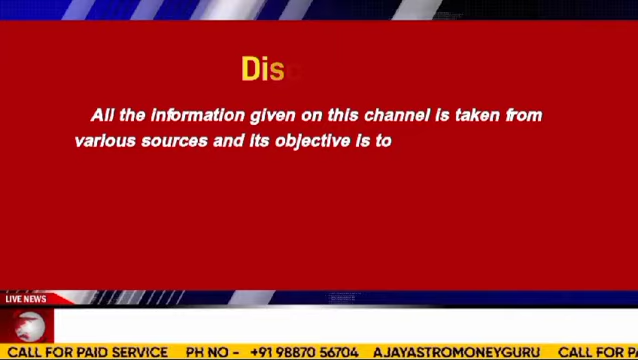 Dis
All the information given on this channel is taken from
various sources and its objective is to
LIVE NEWS
CALL FOR PAID SERVICE PH NO - +91 98870 56704 AJAYASTROMONEYGURU CALL FOR P